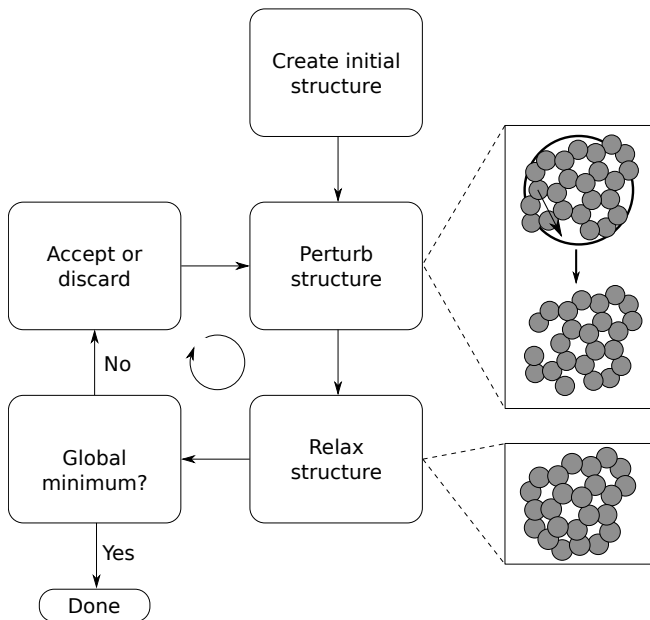 Create initial
structure
Accept or
discard
Perturb
structure
No
Global
minimum?
Relax
structure
Yes
Done